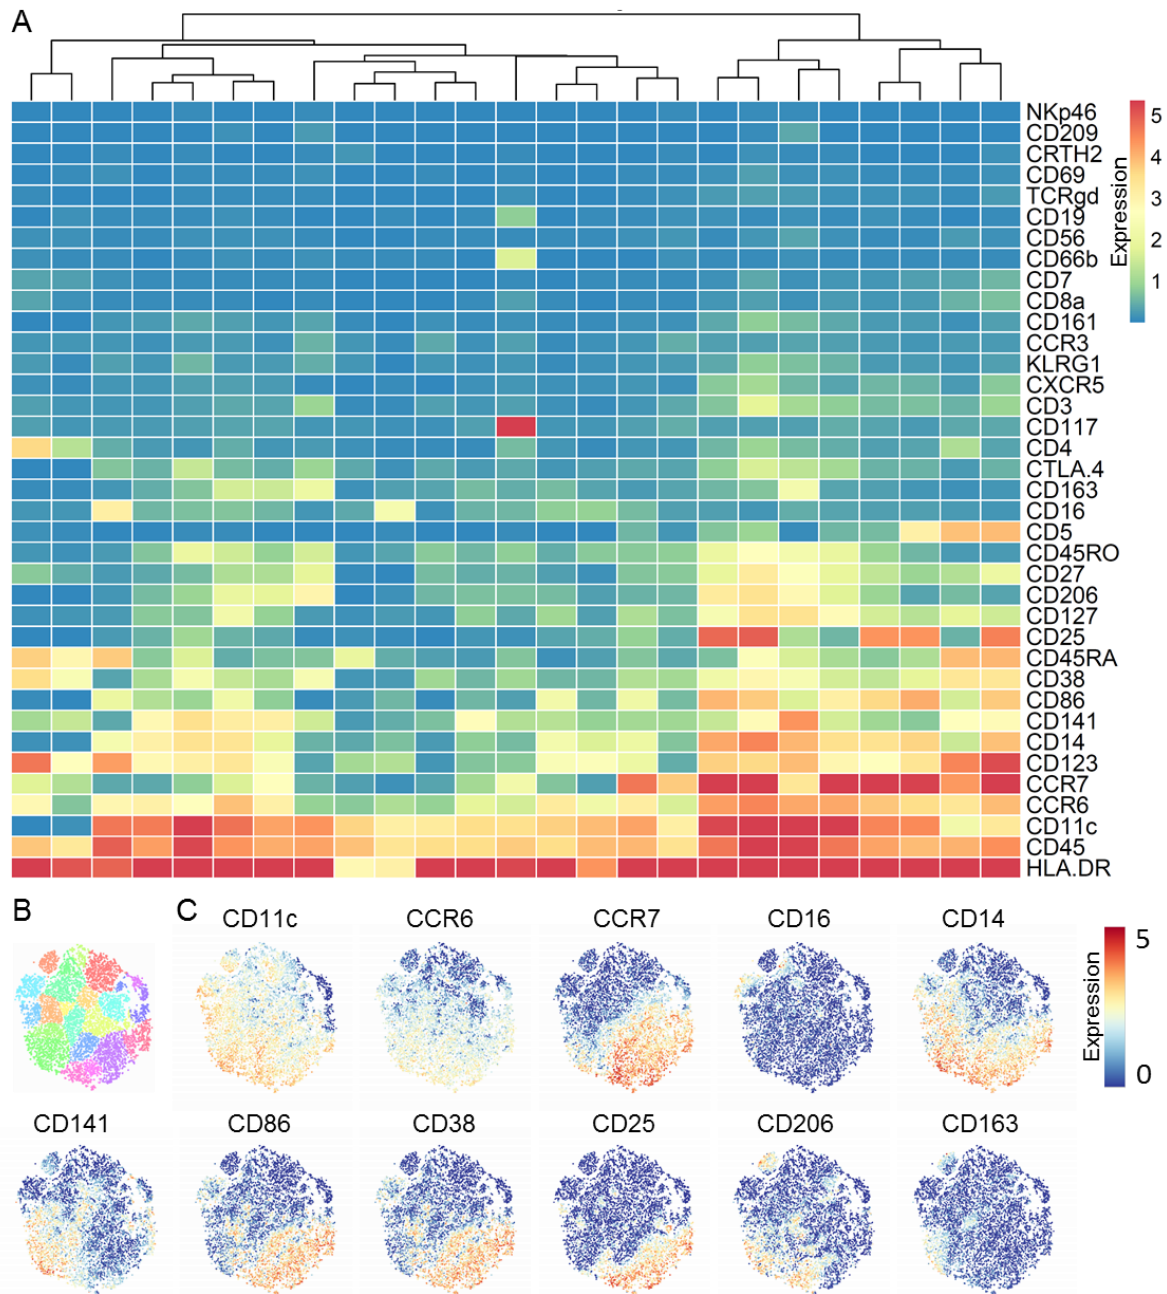 A
NKp46
CD209
CRTH2
CD69
TCRgd
CD19
CD56
CD66b
CD7
CD8a
CD161
CCR3
KLRG1
CXCR5
CD3
CD117
CD4
CTLA.4
CD163
CD16
CD5
CD45RO
CD27
CD206
CD127
CD25
CD45RA
CD38
CD86
CD141
CD14
CD123
CCR7
CCR6
CD11c
CD45
HLA.DR
5
4
3
2
1
Expression
B
C
CD11c CCR6 CCR7 CD16 CD14
5
0
Expression
CD141 CD86 CD38 CD25 CD206 CD163